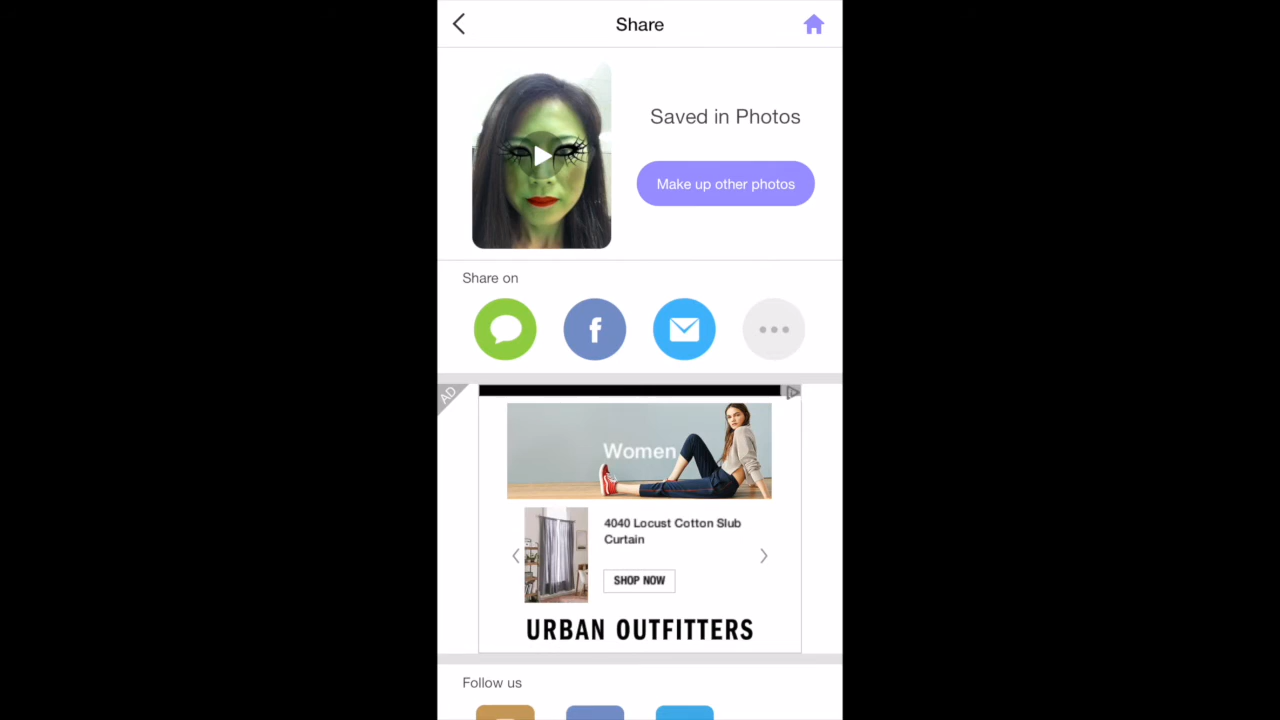 Share
Saved in Photos
Make up other photos
Share on
f
AD
Women
4040 Locust Cotton Slub
Curtain
SHOP NOW
URBAN OUTFITTERS
Follow us